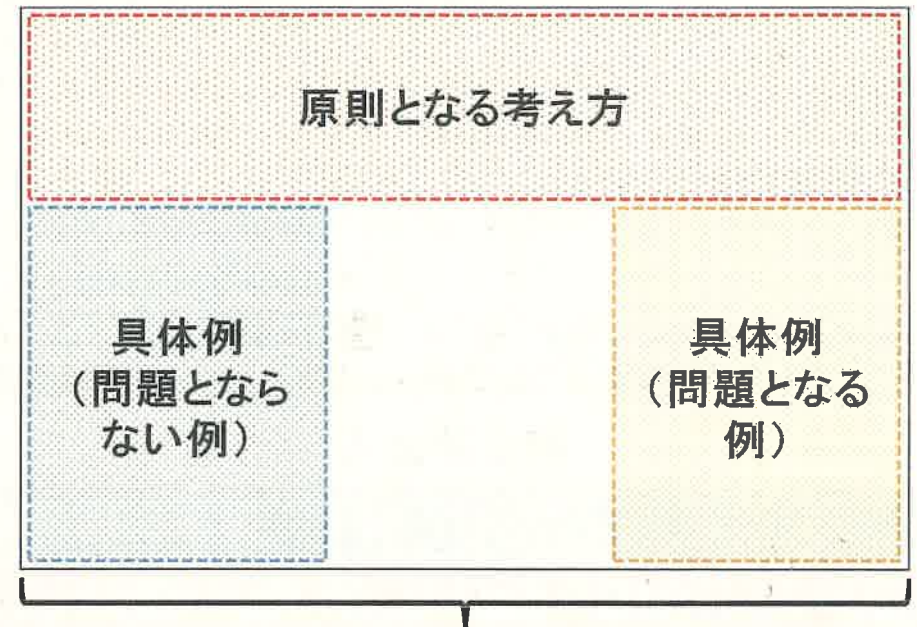 原則となる考え方
具体例
（問題となら
ない例）
具体例
（問題となる
例）